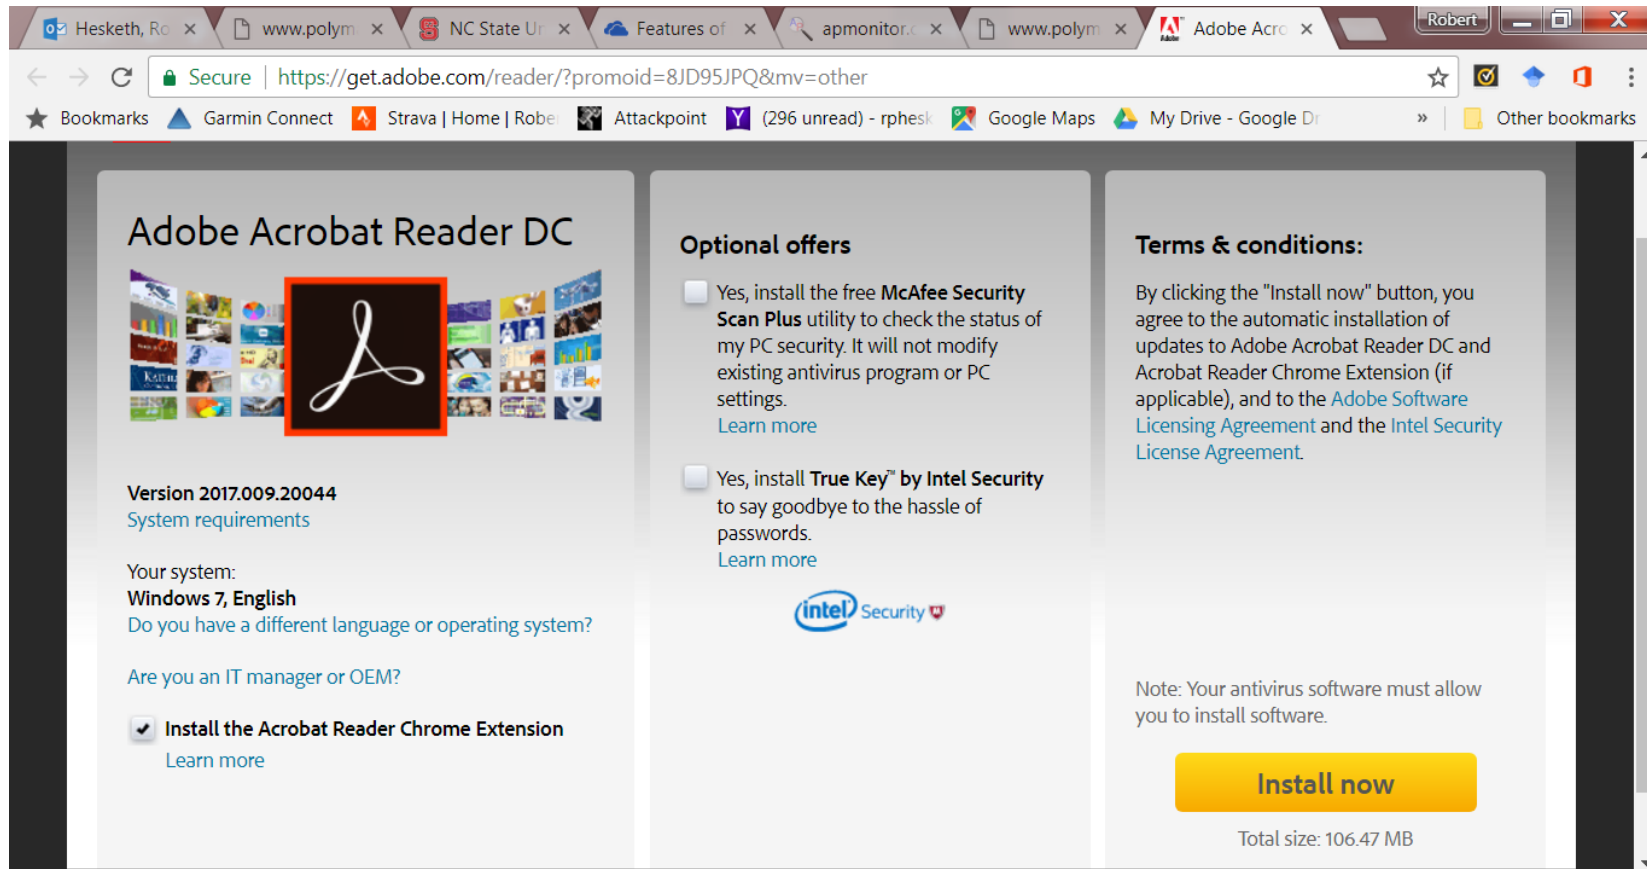 Hesketh, Ro
www.polym
NC State Un
Features of
apmonitor.c
www.polym
Adobe Acro
Robert
Secure | https://get.adobe.com/reader/?promoid=8JD95JPQ&mv=other
Bookmarks
Garmin Connect
Strava | Home | Rober
Attackpoint
(296 unread) - rphesk
Google Maps
My Drive - Google Dr
»
Other bookmarks
Adobe Acrobat Reader DC
Version 2017.009.20044
System requirements
Your system:
Windows 7, English
Do you have a different language or operating system?
Are you an IT manager or OEM?
Install the Acrobat Reader Chrome Extension
Learn more
Optional offers
Yes, install the free McAfee Security
Scan Plus utility to check the status of
my PC security. It will not modify
existing antivirus program or PC
settings.
Learn more
Yes, install True Key™ by Intel Security
to say goodbye to the hassle of
passwords.
Learn more
intel Security
Terms & conditions:
By clicking the "Install now" button, you
agree to the automatic installation of
updates to Adobe Acrobat Reader DC and
Acrobat Reader Chrome Extension (if
applicable), and to the Adobe Software
Licensing Agreement and the Intel Security
License Agreement.
Note: Your antivirus software must allow
you to install software.
Install now
Total size: 106.47 MB